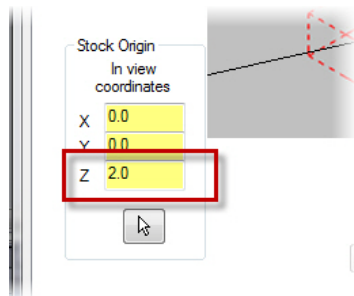 Stock Origin
In view
coordinates
X 0.0
Y 0.0
Z 2.0